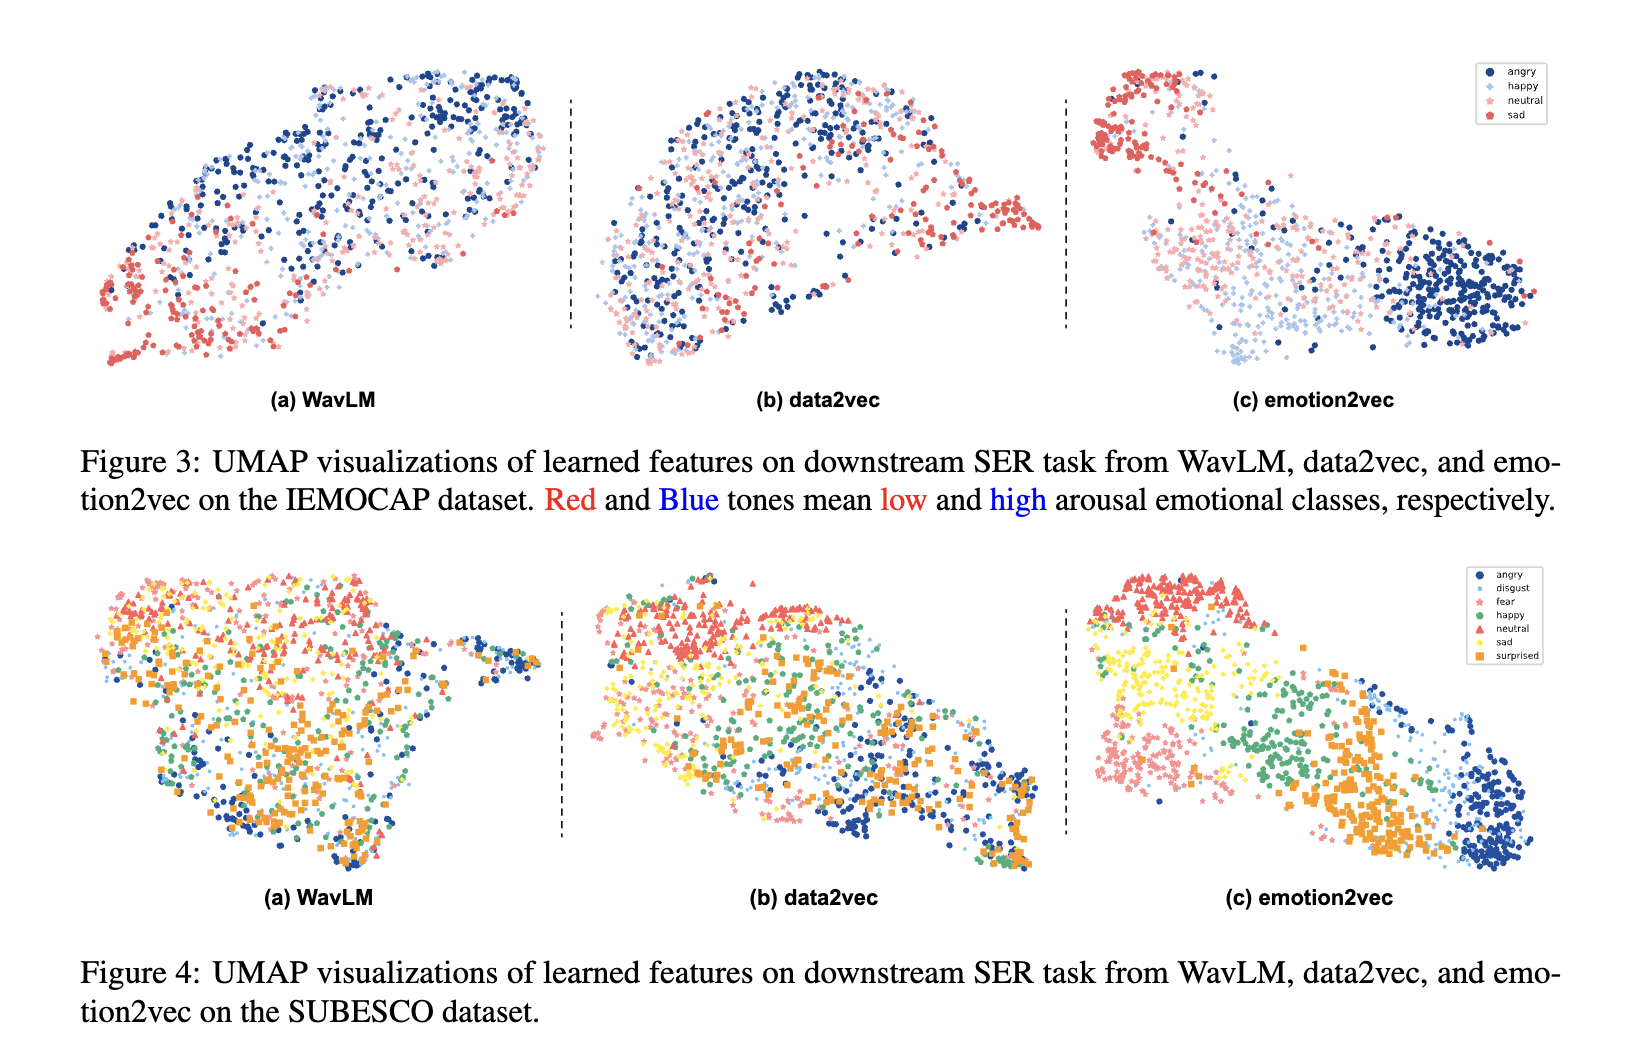 angry
happy
neutral
sad
(a) WavLM
(b) data2vec
(c) emotion2vec
Figure 3: UMAP visualizations of learned features on downstream SER task from WavLM, data2vec, and emo-
tion2vec on the IEMOCAP dataset. Red and Blue tones mean low and high arousal emotional classes, respectively.
angry
disgust
fear
happy
neutral
sad
surprised
(a) WavLM
(b) data2vec
(c) emotion2vec
Figure 4: UMAP visualizations of learned features on downstream SER task from WavLM, data2vec, and emo-
tion2vec on the SUBESCO dataset.